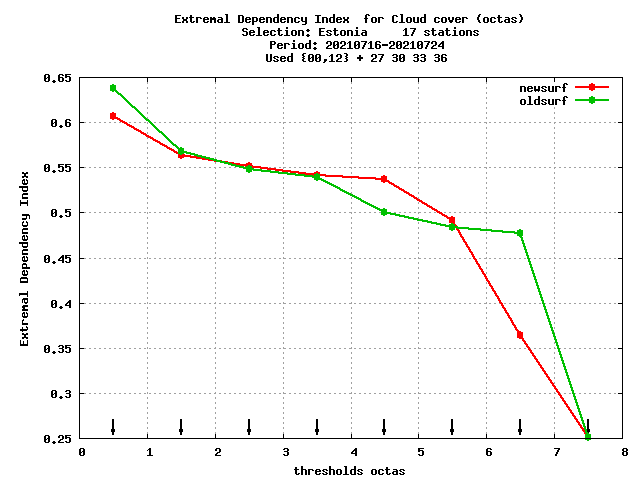 Extremal Dependency Index  for Cloud cover (octas)
Selection: Estonia     17 stations
Period: 20210716-20210724
Used {00,12} + 27 30 33 36
newsurf
oldsurf
Extremal Dependency Index
0.65
0.6
0.55
0.5
0.45
0.4
0.35
0.3
0.25
0 1 2 3 4 5 6 7 8
thresholds octas